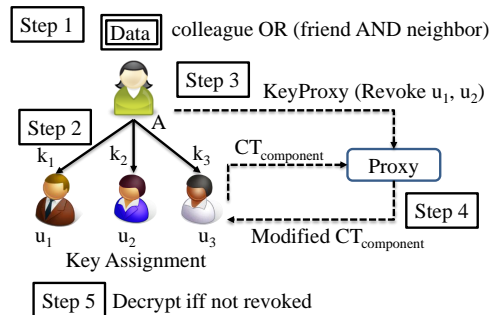 Step 1
Data
colleague OR (friend AND neighbor)
Step 3
KeyProxy (Revoke u1, u2)
Step 2
A
k1
k2
k3
CTcomponent
Proxy
Step 4
u1
u2
u3
Modified CTcomponent
Key Assignment
Step 5
Decrypt iff not revoked